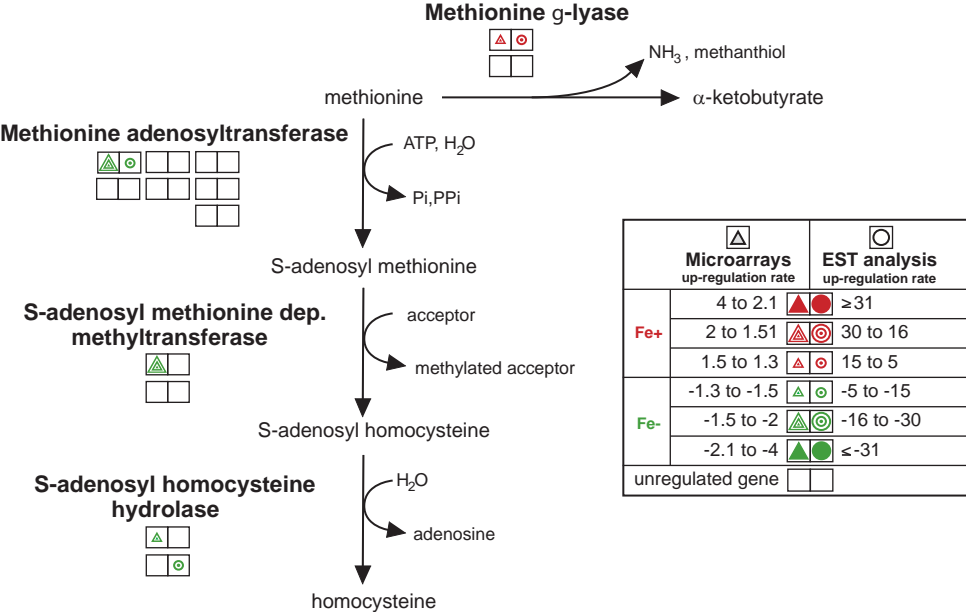 Methionine g-lyase
NH3 , methanthiol
methionine
α-ketobutyrate
Methionine adenosyltransferase
ATP, H2O
Pi,PPi
S-adenosyl methionine
S-adenosyl methionine dep.
methyltransferase
acceptor
methylated acceptor
S-adenosyl homocysteine
S-adenosyl homocysteine
hydrolase
H2O
adenosine
homocysteine
Microarrays EST analysis
up-regulation rate up-regulation rate
4 to 2.1 ≥31
Fe+ 2 to 1.51 30 to 16
1.5 to 1.3 15 to 5
-1.3 to -1.5 -5 to -15
Fe- -1.5 to -2 -16 to -30
-2.1 to -4 ≤-31
unregulated gene